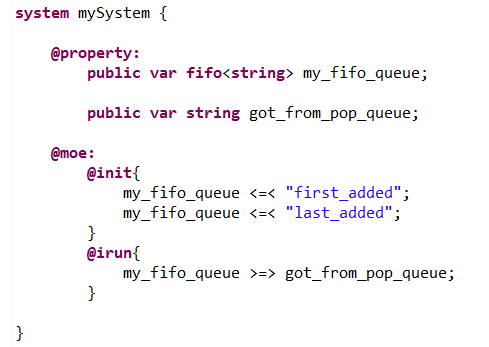 system mySystem {
@property:
public var fifo<string> my_fifo_queue;
public var string got_from_pop_queue;
@moe:
@init{
my_fifo_queue <=< "first_added";
my_fifo_queue <=< "last_added";
}
@irun{
my_fifo_queue >=> got_from_pop_queue;
}
}